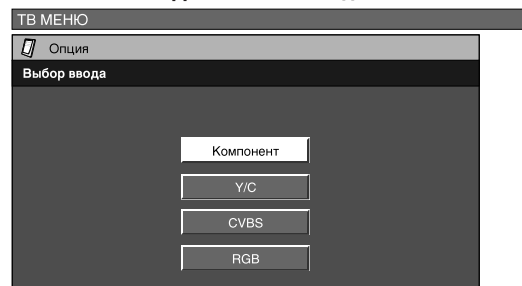 ТВ МЕНЮ
Опция
Выбор ввода
Компонент
Y/C
CVBS
RGB